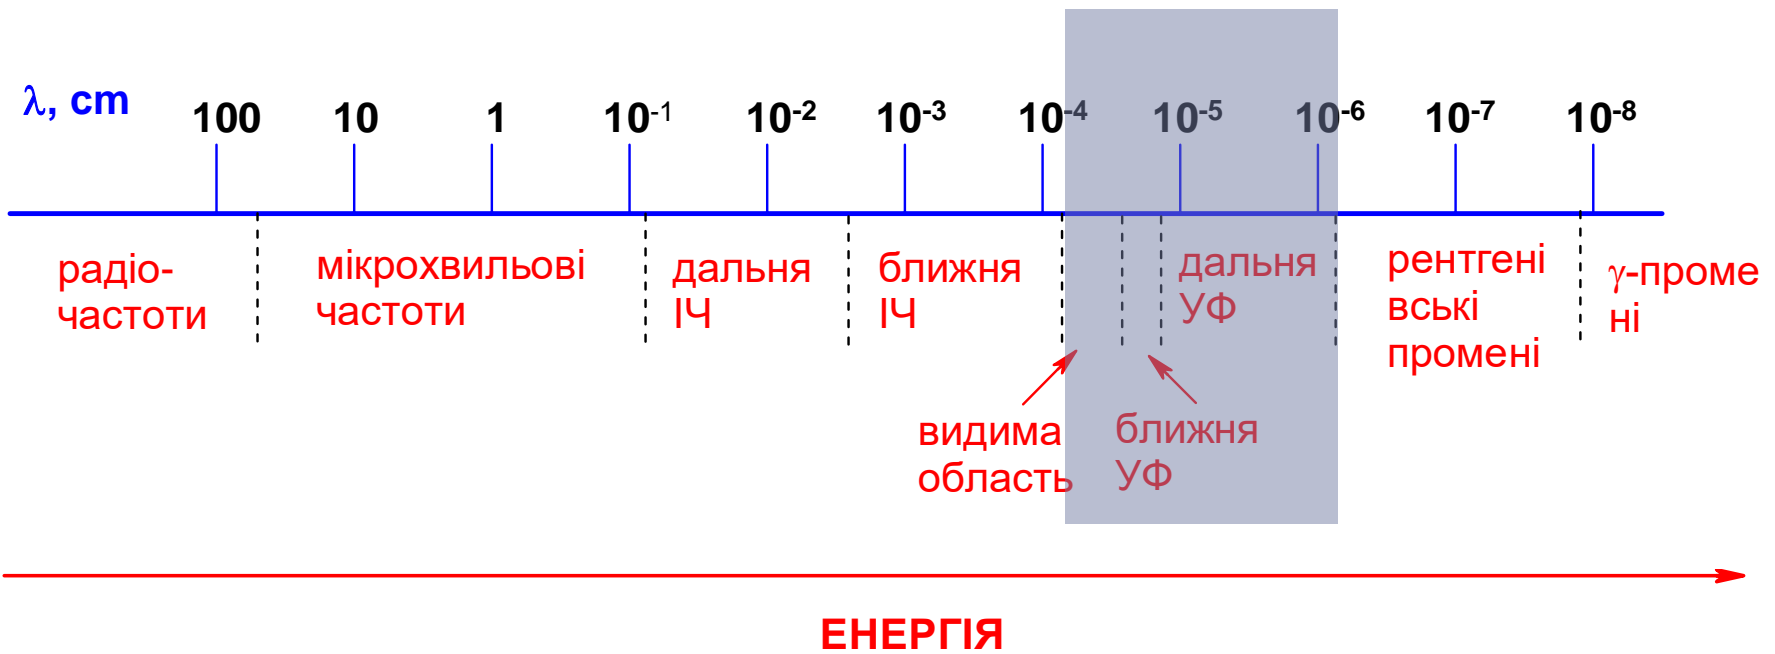 λ, cm 100 10 1 10⁻¹ 10⁻² 10⁻³ 10⁻⁴ 10⁻⁵ 10⁻⁶ 10⁻⁷ 10⁻⁸
радіо-
частоти
мікрохвильові
частоти
дальня
ІЧ
ближня
ІЧ
дальня
УФ
рентгені
вські
промені
γ-проме
ні
видима
область
ближня
УФ
ЕНЕРГІЯ